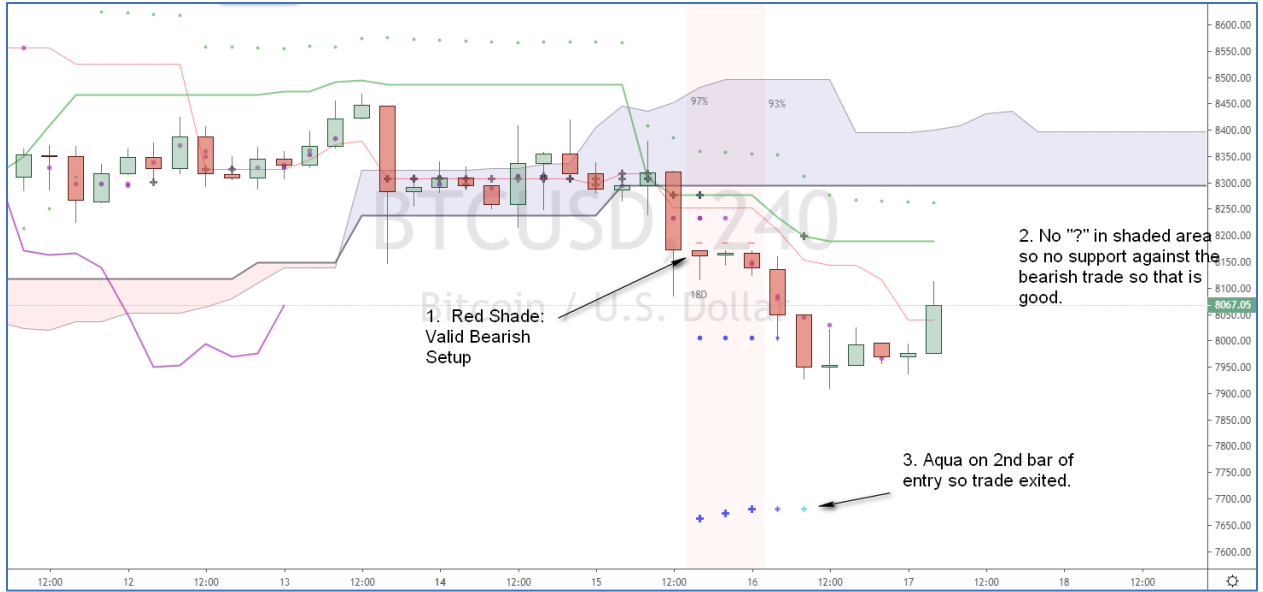 8600.00
8550.00
8500.00
97%
93%
8450.00
8400.00
8350.00
8300.00
8250.00
BTCUSD, 240
2. No "?" in shaded area
so no support against the
bearish trade so that is
good.
8200.00
8150.00
8100.00
18D
Bitcoin / U.S. Dollar
1. Red Shade:
Valid Bearish
Setup
8067.05
8050.00
8000.00
7950.00
7900.00
7850.00
7800.00
3. Aqua on 2nd bar of
entry so trade exited.
7750.00
7700.00
7650.00
7600.00
12:00 12 12:00 13 12:00 14 12:00 15 12:00 16 12:00 17 12:00 18 12:00